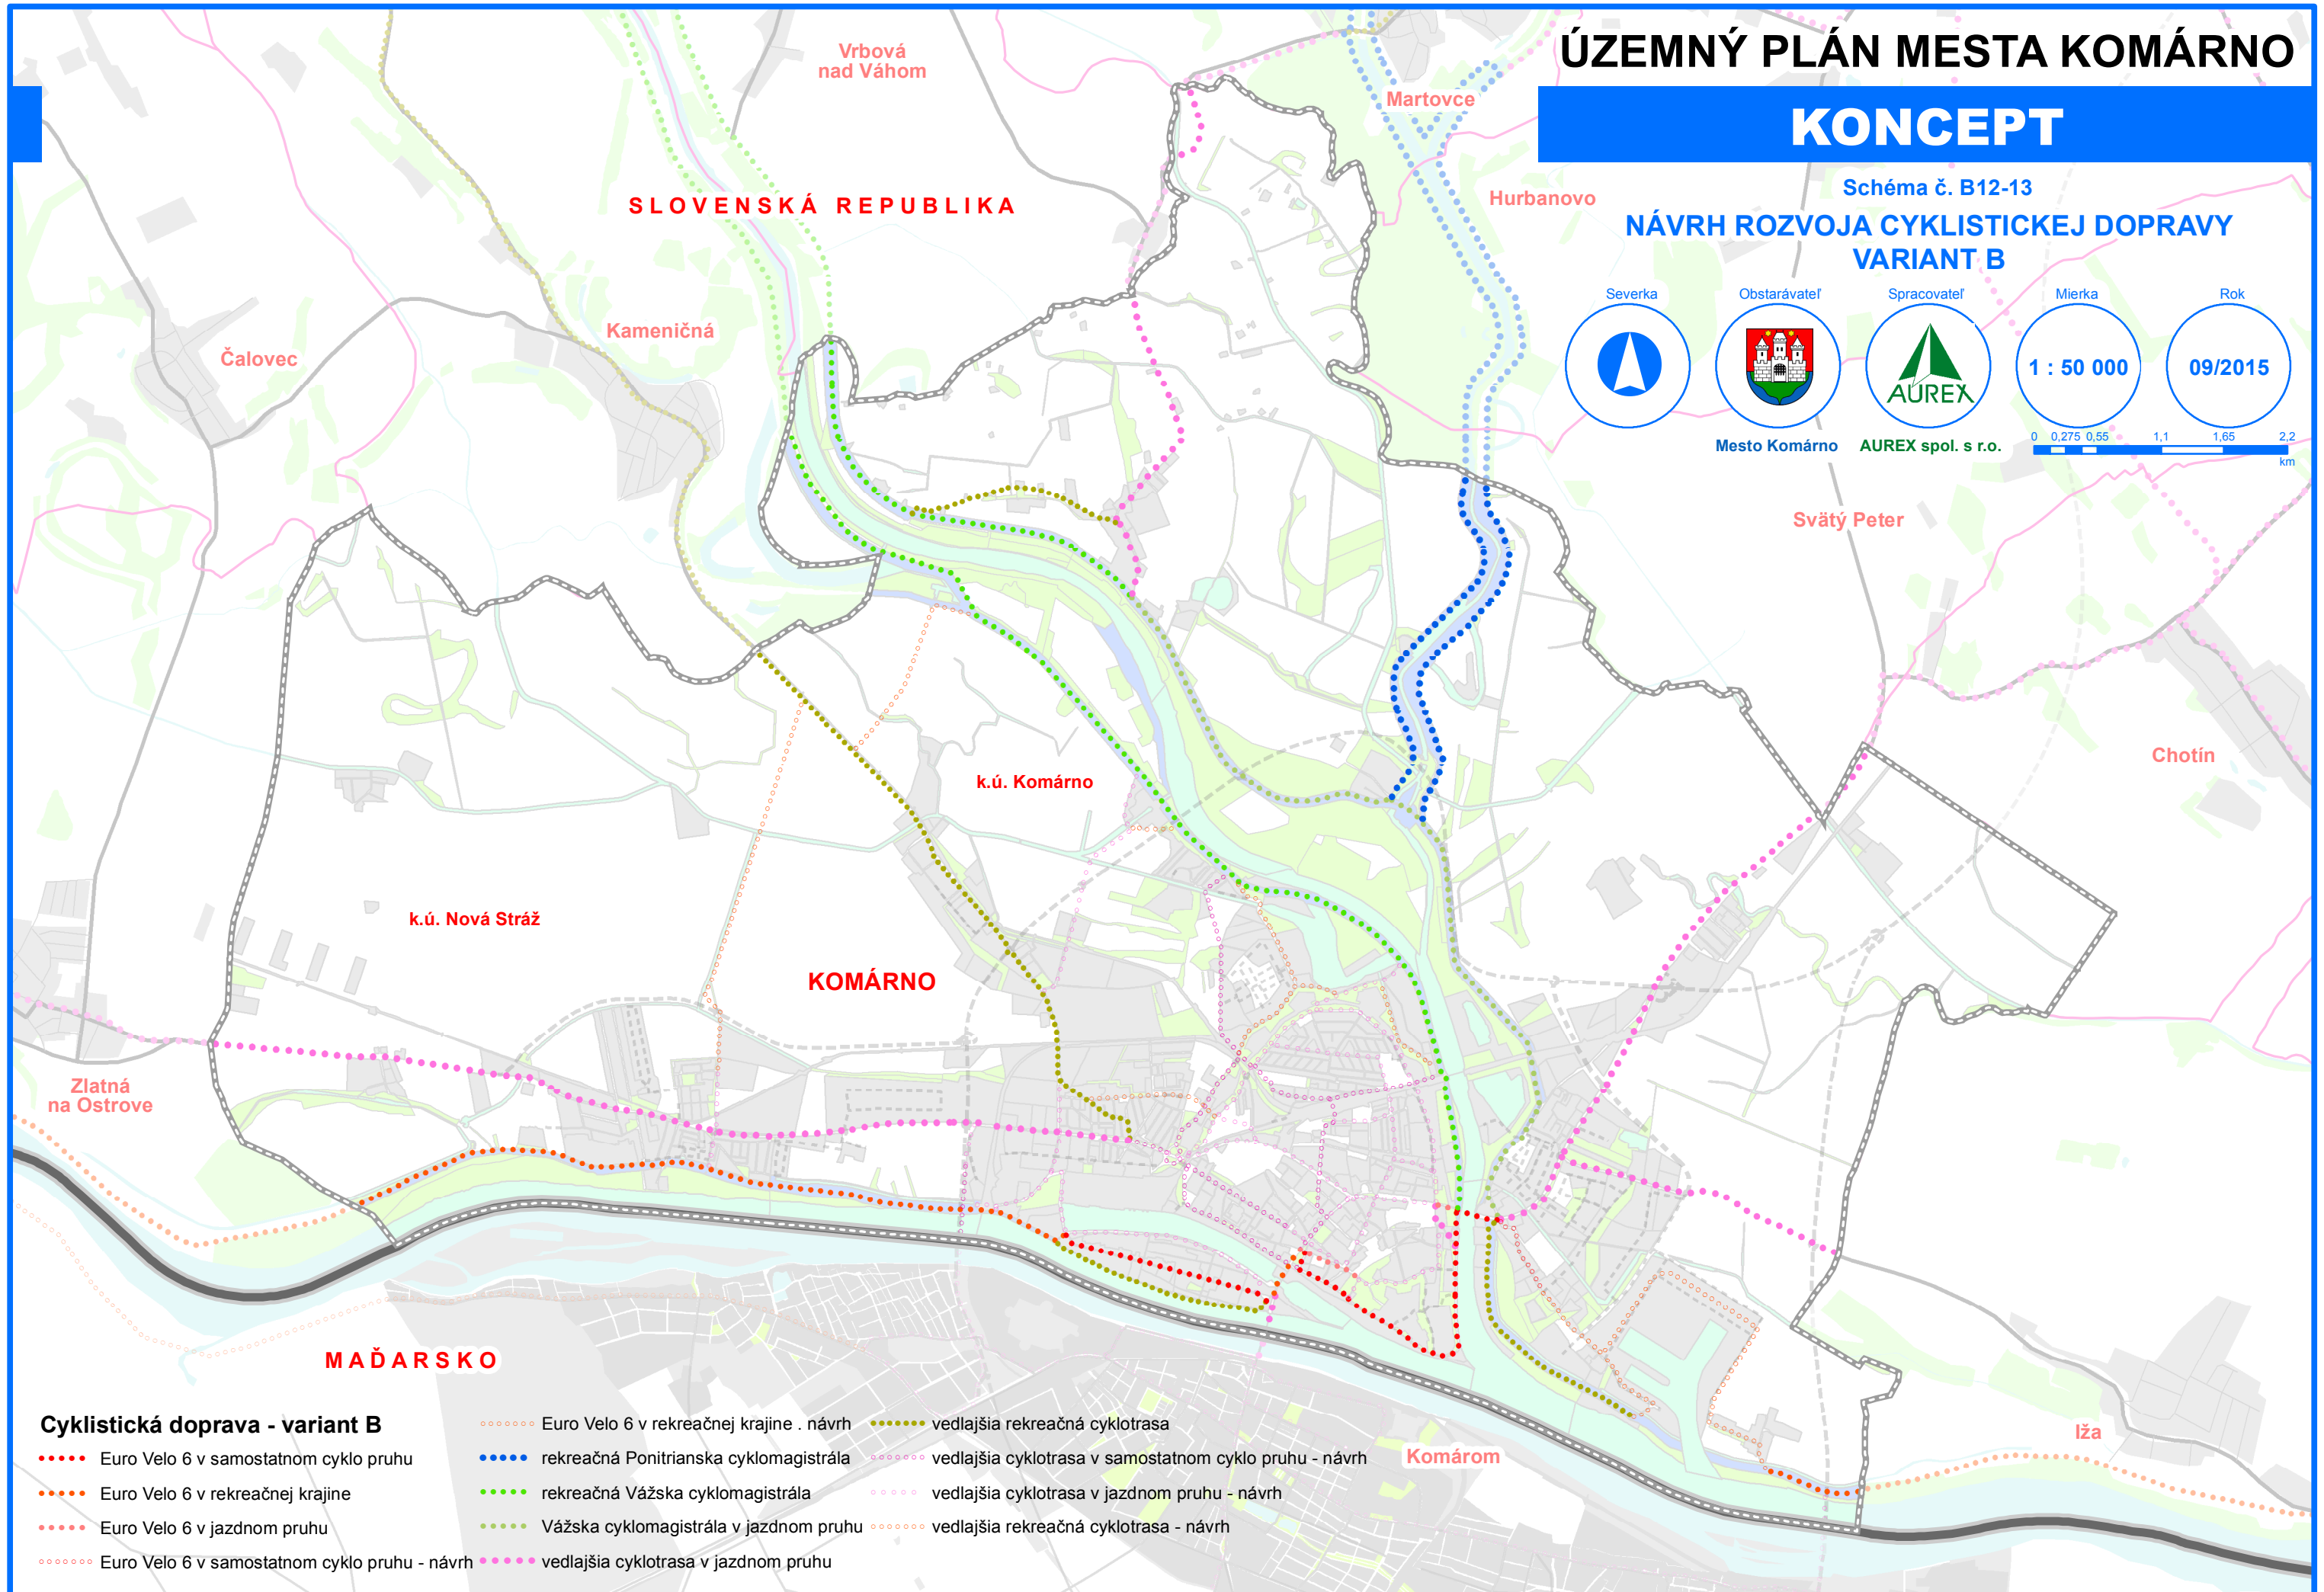 ÚZEMNÝ PLÁN MESTA KOMÁRNO
KONCEPT
Schéma č. B12-13
NÁVRH ROZVOJA CYKLISTICKEJ DOPRAVY
VARIANT B
Severka
Obstarávateľ
Spracovateľ
Mierka
Rok
AUREX
1 : 50 000
09/2015
Mesto Komárno
AUREX spol. s r.o.
0 0,275 0,55 1,1 1,65 2,2
km
Vrbová
nad Váhom
Martovce
Hurbanovo
SLOVENSKÁ REPUBLIKA
Kameničná
Čalovec
Svätý Peter
Chotín
k.ú. Komárno
k.ú. Nová Stráž
KOMÁRNO
Zlatná
na Ostrove
MAĎARSKO
Komárom
Iža
Cyklistická doprava - variant B
Euro Velo 6 v samostatnom cyklo pruhu
Euro Velo 6 v rekreačnej krajine
Euro Velo 6 v jazdnom pruhu
Euro Velo 6 v samostatnom cyklo pruhu - návrh
Euro Velo 6 v rekreačnej krajine . návrh
rekreačná Ponitrianska cyklomagistrála
rekreačná Vážska cyklomagistrála
Vážska cyklomagistrála v jazdnom pruhu
vedlajšia cyklotrasa v jazdnom pruhu
vedlajšia rekreačná cyklotrasa
vedlajšia cyklotrasa v samostatnom cyklo pruhu - návrh
vedlajšia cyklotrasa v jazdnom pruhu - návrh
vedlajšia rekreačná cyklotrasa - návrh